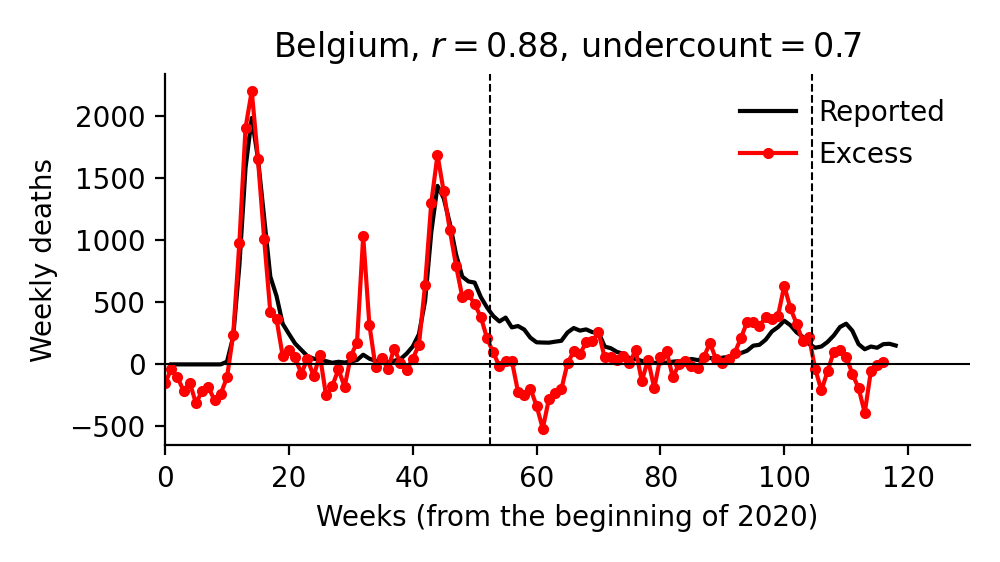 Belgium, r = 0.88, undercount = 0.7
Reported
Excess
Weekly deaths
2000
1500
1000
500
0
−500
0 20 40 60 80 100 120
Weeks (from the beginning of 2020)